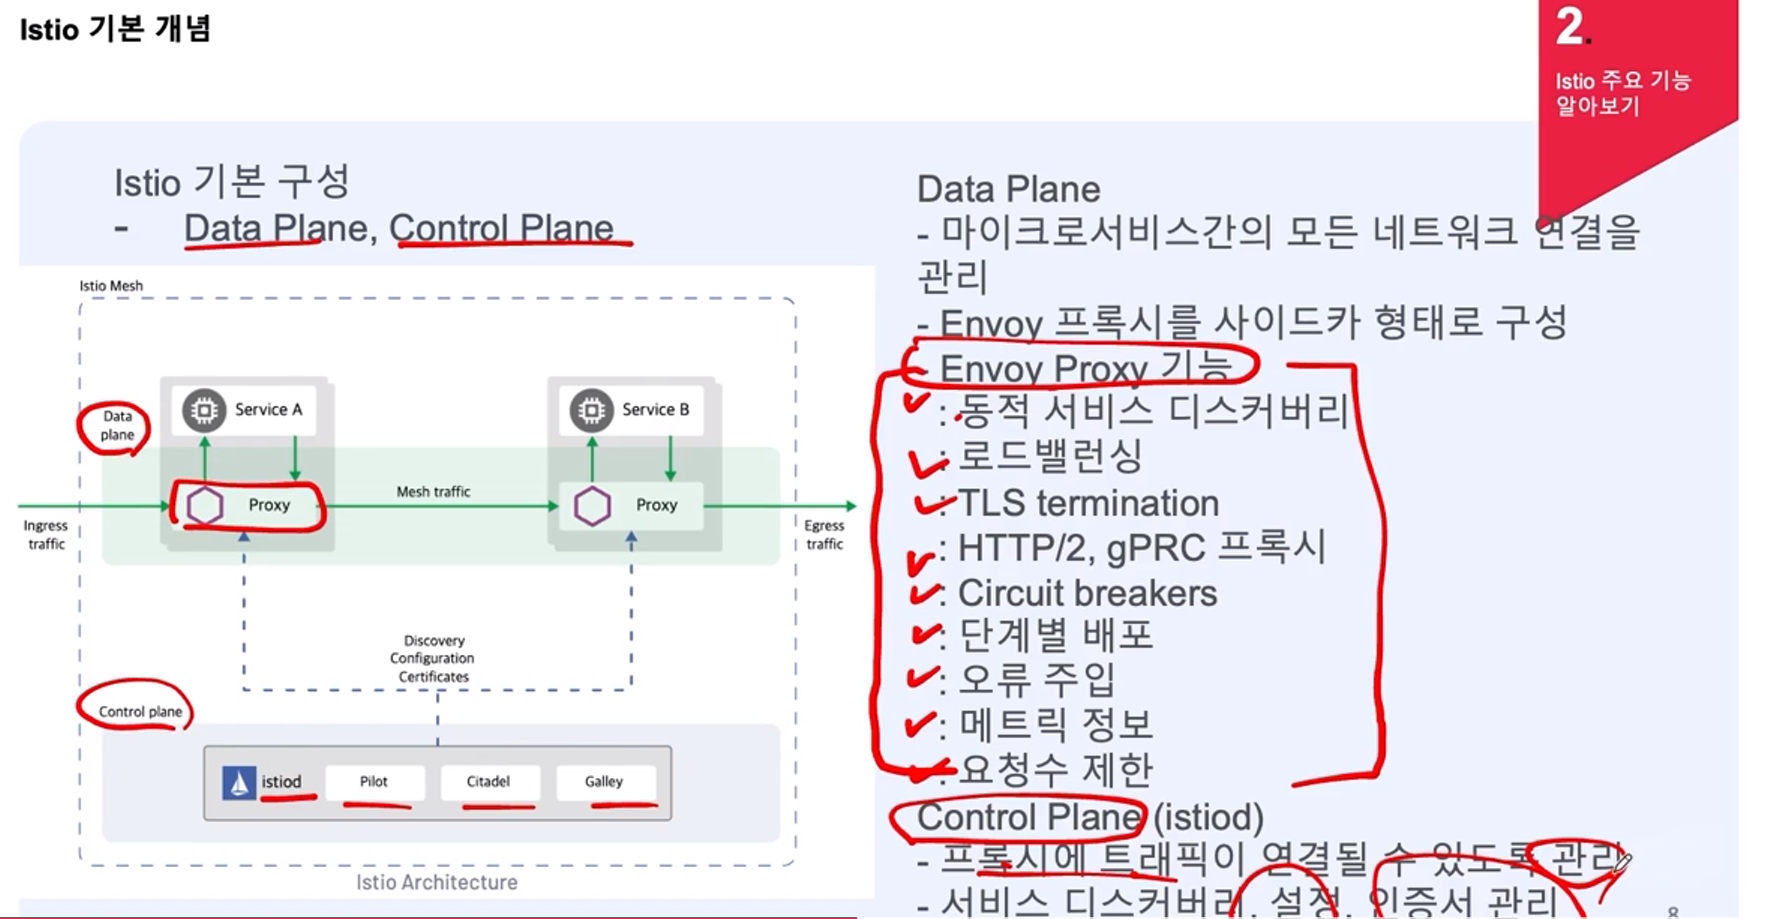 Istio 기본 개념
2.
Istio 주요 기능
알아보기
Istio 기본 구성
- Data Plane, Control Plane
Istio Mesh
Data
plane
Service A
Service B
Proxy
Mesh traffic
Proxy
Ingress
traffic
Egress
traffic
Discovery
Configuration
Certificates
Control plane
istiod
Pilot
Citadel
Galley
Istio Architecture
Data Plane
- 마이크로서비스간의 모든 네트워크 연결을
관리
- Envoy 프록시를 사이드카 형태로 구성
- Envoy Proxy 기능
: 동적 서비스 디스커버리
: 로드밸런싱
: TLS termination
: HTTP/2, gPRC 프록시
: Circuit breakers
: 단계별 배포
: 오류 주입
: 메트릭 정보
: 요청수 제한
Control Plane (istiod)
- 프록시에 트래픽이 연결될 수 있도록 관리
- 서비스 디스커버리, 설정, 인증서 관리
8